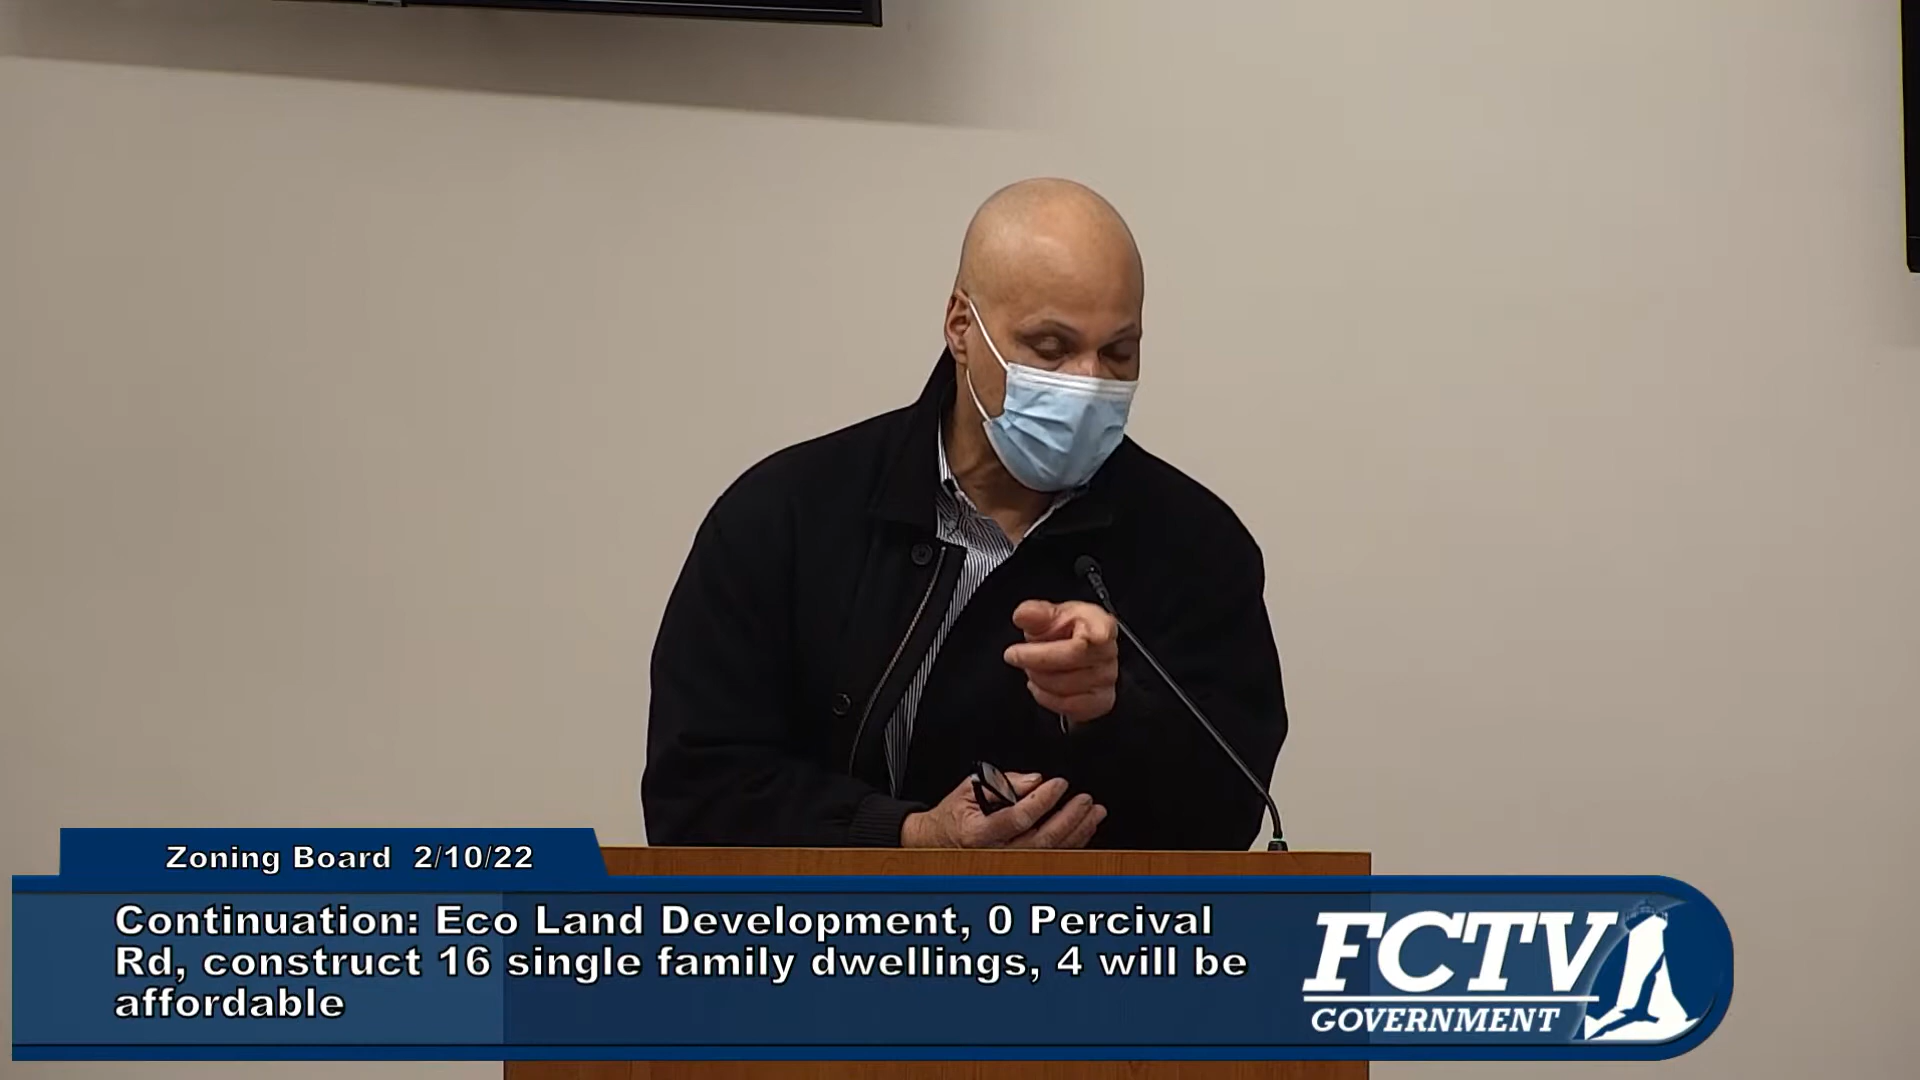 Zoning Board 2/10/22
Continuation: Eco Land Development, 0 Percival
Rd, construct 16 single family dwellings, 4 will be
affordable
FCTV
GOVERNMENT